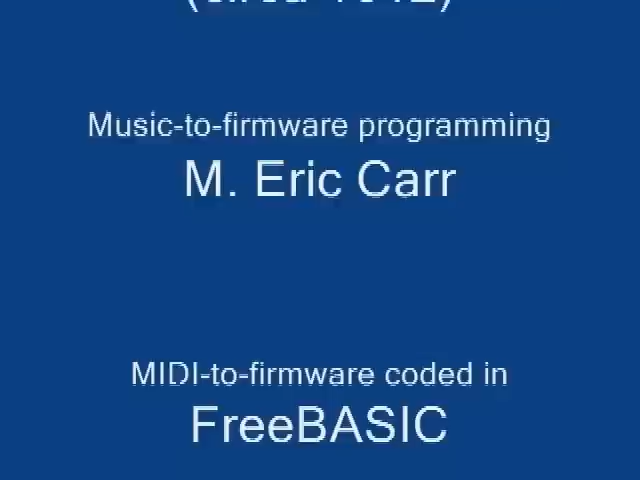 Music-to-firmware programming
M. Eric Carr
MIDI-to-firmware coded in
FreeBASIC